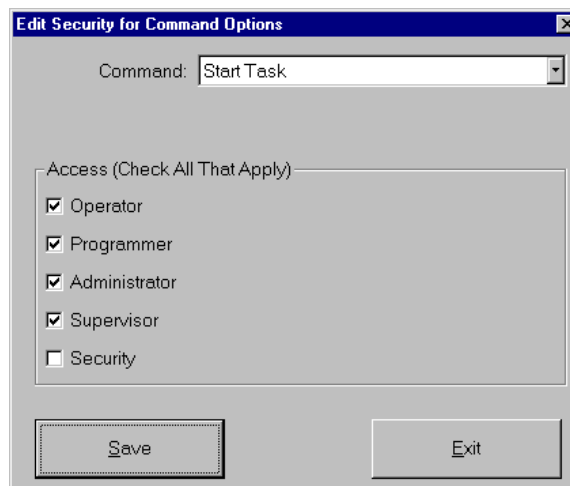 Edit Security for Command Options
Command: Start Task
Access (Check All That Apply)
Operator
Programmer
Administrator
Supervisor
Security
Save Exit